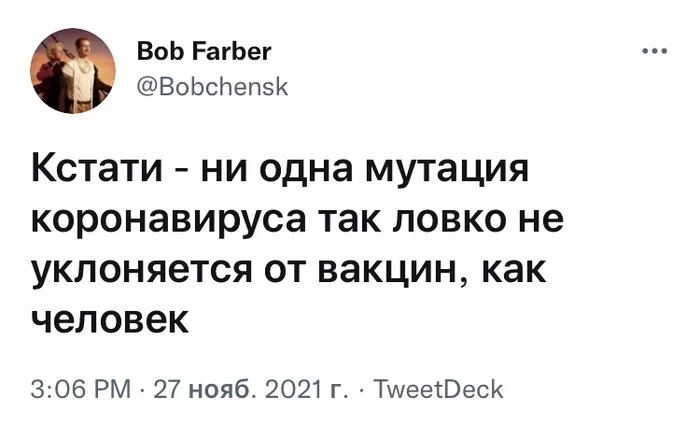 Bob Farber
@Bobchensk
Кстати - ни одна мутация
коронавируса так ловко не
уклоняется от вакцин, как
человек
3:06 PM · 27 нояб. 2021 г. · TweetDeck